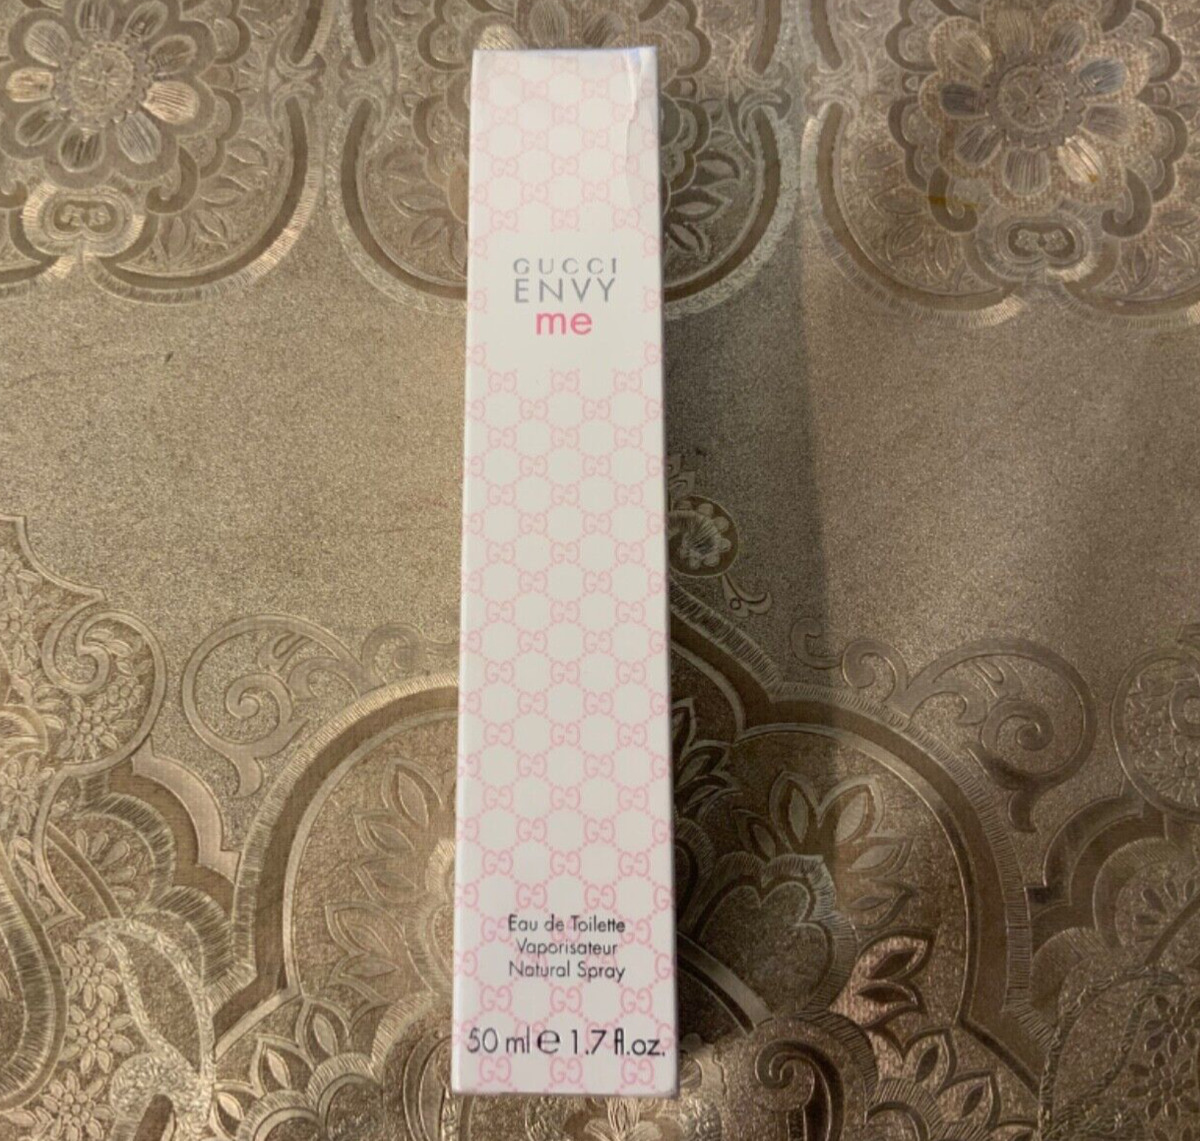 GUCCI
ENVY
me
Eau de Toilette
Vaporisateur
Natural Spray
50 ml e 1.7 fl.oz.